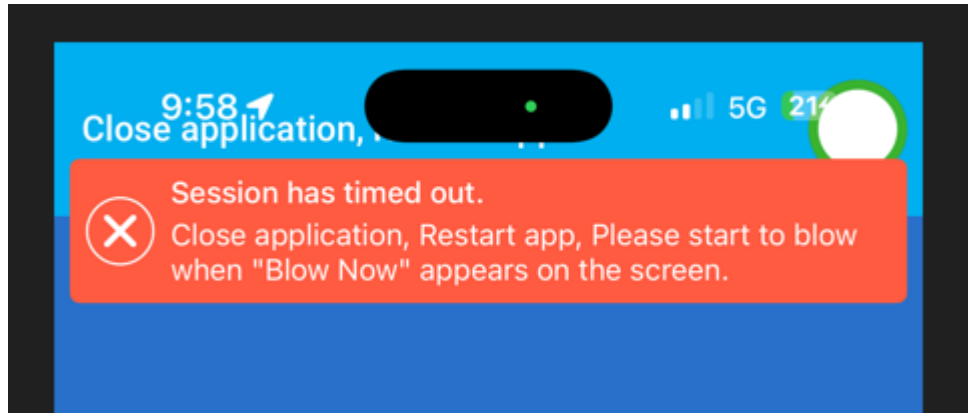 9:58
5G 21
Close application,
Session has timed out.
Close application, Restart app, Please start to blow
when "Blow Now" appears on the screen.